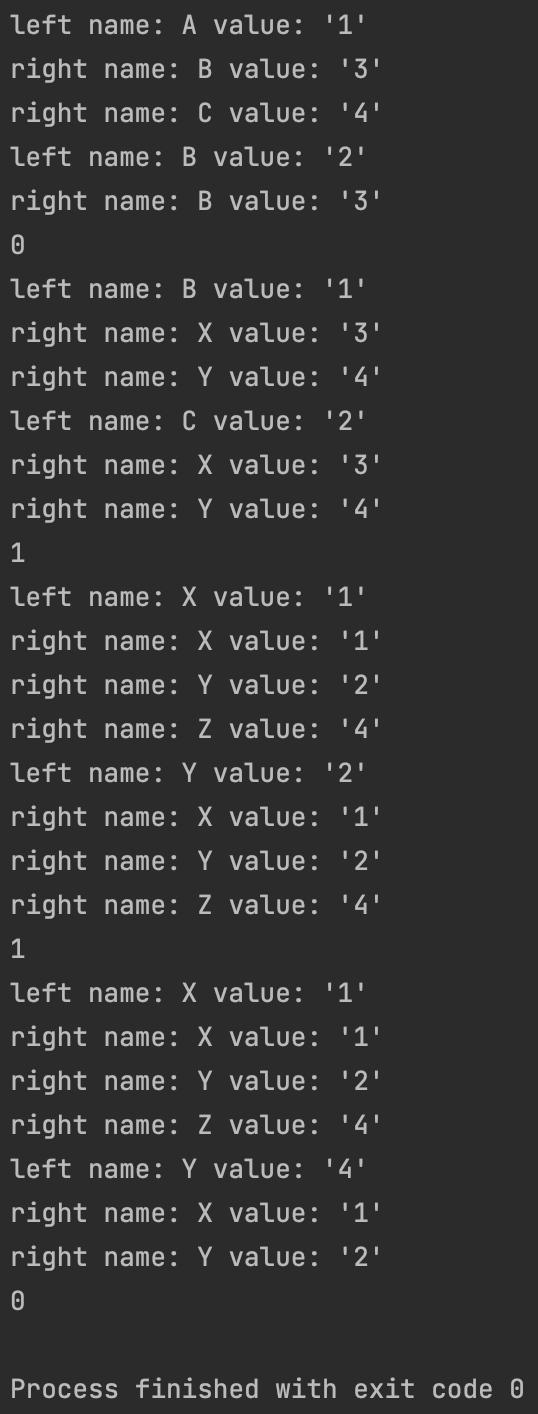 left name: A value: '1'
right name: B value: '3'
right name: C value: '4'
left name: B value: '2'
right name: B value: '3'
0
left name: B value: '1'
right name: X value: '3'
right name: Y value: '4'
left name: C value: '2'
right name: X value: '3'
right name: Y value: '4'
1
left name: X value: '1'
right name: X value: '1'
right name: Y value: '2'
right name: Z value: '4'
left name: Y value: '2'
right name: X value: '1'
right name: Y value: '2'
right name: Z value: '4'
1
left name: X value: '1'
right name: X value: '1'
right name: Y value: '2'
right name: Z value: '4'
left name: Y value: '4'
right name: X value: '1'
right name: Y value: '2'
0
Process finished with exit code 0